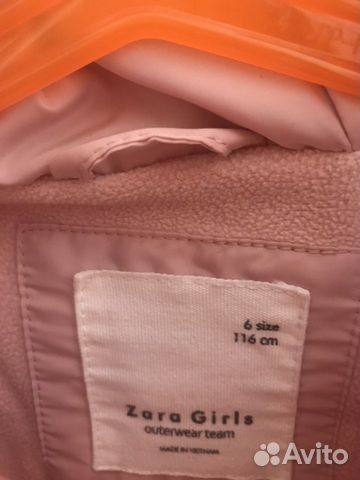 6 size
116 cm
Zara Girls
outerwear team
MADE IN VIETNAM
Avito